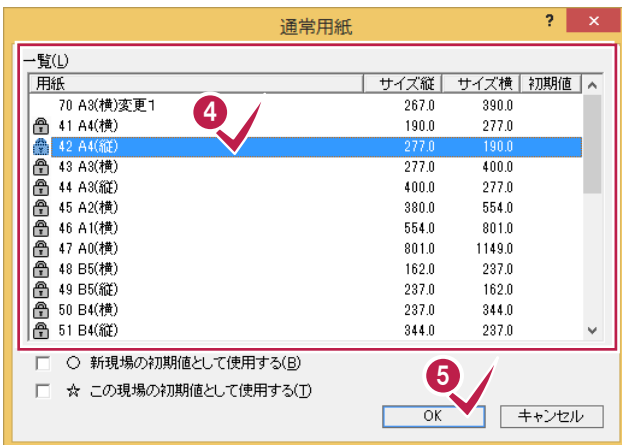 通常用紙 ? ×
一覧(L)
用紙 サイズ縦 サイズ横 初期値
70 A3(横)変更1 267.0 390.0
4
41 A4(横) 190.0 277.0
42 A4(縦) 277.0 190.0
43 A3(横) 277.0 400.0
44 A3(縦) 400.0 277.0
45 A2(横) 380.0 554.0
46 A1(横) 554.0 801.0
47 A0(横) 801.0 1149.0
48 B5(横) 162.0 237.0
49 B5(縦) 237.0 162.0
50 B4(横) 237.0 344.0
51 B4(縦) 344.0 237.0
○ 新現場の初期値として使用する(B)
☆ この現場の初期値として使用する(T)
5
OK キャンセル